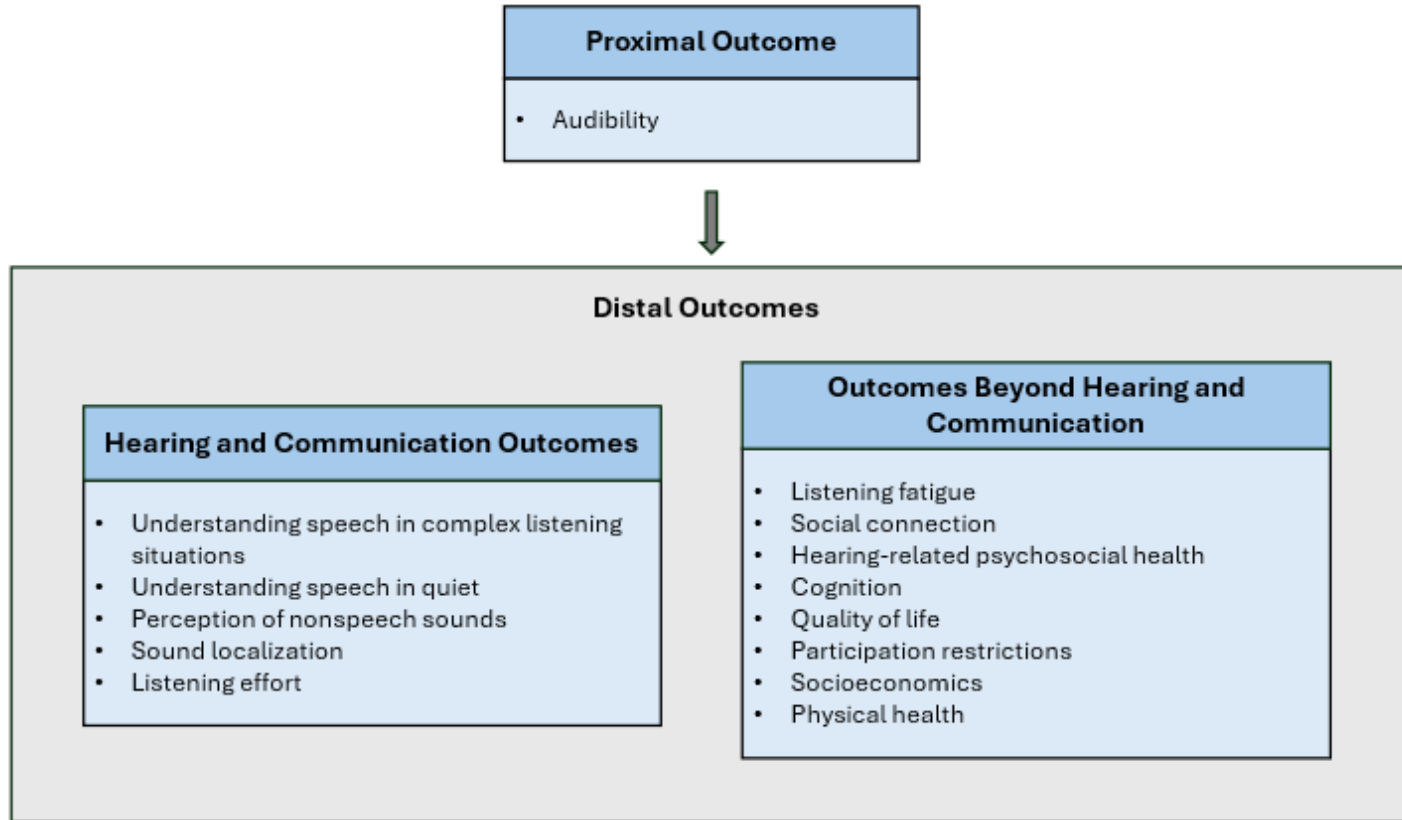 Proximal Outcome
• Audibility
Distal Outcomes
Hearing and Communication Outcomes
• Understanding speech in complex listening
situations
• Understanding speech in quiet
• Perception of nonspeech sounds
• Sound localization
• Listening effort
Outcomes Beyond Hearing and
Communication
• Listening fatigue
• Social connection
• Hearing-related psychosocial health
• Cognition
• Quality of life
• Participation restrictions
• Socioeconomics
• Physical health